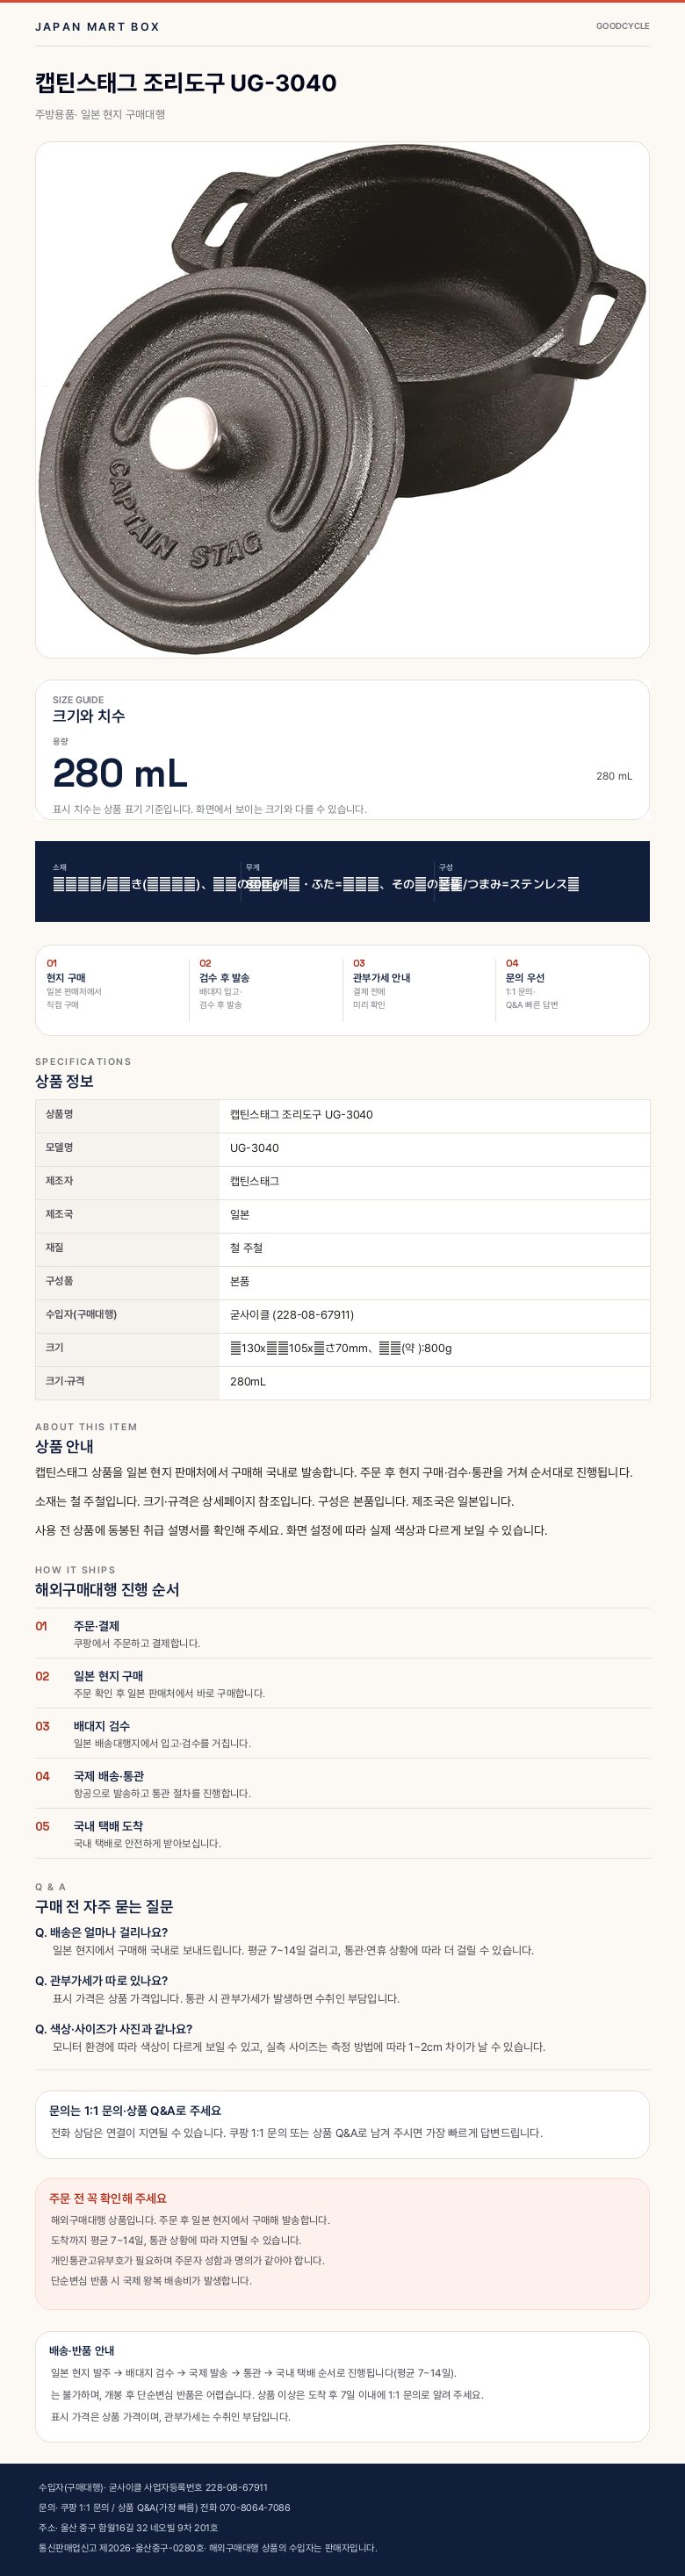 JAPAN MART BOX
GOODCYCLE
캡틴스태그 조리도구 UG-3040
주방용품· 일본 현지 구매대행
CAPTAIN STAG
SIZE GUIDE
크기와 치수
용량
280 mL
280 mL
표시 치수는 상품 표기 기준입니다. 화면에서 보이는 크기와 다를 수 있습니다.
소재
무게
구성
・ふた=
、その
/つまみ=ステンレス
01
현지 구매
일본 판매처에서
직접 구매
02
검수 후 발송
배대지 입고·
검수 후 발송
03
관부가세 안내
결제 전에
미리 확인
04
문의 우선
1:1 문의·
Q&A 빠른 답변
SPECIFICATIONS
상품 정보
상품명 캡틴스태그 조리도구 UG-3040
모델명 UG-3040
제조자 캡틴스태그
제조국 일본
재질 철 주철
구성품 본품
수입자(구매대행) 굳사이클 (228-08-67911)
크기 130x 105x さ70mm、 (약 ):800g
크기·규격 280mL
ABOUT THIS ITEM
상품 안내
캡틴스태그 상품을 일본 현지 판매처에서 구매해 국내로 발송합니다. 주문 후 현지 구매·검수·통관을 거쳐 순서대로 진행됩니다.
소재는 철 주철입니다. 크기·규격은 상세페이지 참조입니다. 구성은 본품입니다. 제조국은 일본입니다.
사용 전 상품에 동봉된 취급 설명서를 확인해 주세요. 화면 설정에 따라 실제 색상과 다르게 보일 수 있습니다.
HOW IT SHIPS
해외구매대행 진행 순서
01 주문·결제
쿠팡에서 주문하고 결제합니다.
02 일본 현지 구매
주문 확인 후 일본 판매처에서 바로 구매합니다.
03 배대지 검수
일본 배송대행지에서 입고·검수를 거칩니다.
04 국제 배송·통관
항공으로 발송하고 통관 절차를 진행합니다.
05 국내 택배 도착
국내 택배로 안전하게 받아보십니다.
Q & A
구매 전 자주 묻는 질문
Q. 배송은 얼마나 걸리나요?
일본 현지에서 구매해 국내로 보내드립니다. 평균 7~14일 걸리고, 통관·연휴 상황에 따라 더 걸릴 수 있습니다.
Q. 관부가세가 따로 있나요?
표시 가격은 상품 가격입니다. 통관 시 관부가세가 발생하면 수취인 부담입니다.
Q. 색상·사이즈가 사진과 같나요?
모니터 환경에 따라 색상이 다르게 보일 수 있고, 실측 사이즈는 측정 방법에 따라 1~2cm 차이가 날 수 있습니다.
문의는 1:1 문의·상품 Q&A로 주세요
전화 상담은 연결이 지연될 수 있습니다. 쿠팡 1:1 문의 또는 상품 Q&A로 남겨 주시면 가장 빠르게 답변드립니다.
주문 전 꼭 확인해 주세요
해외구매대행 상품입니다. 주문 후 일본 현지에서 구매해 발송합니다.
도착까지 평균 7~14일, 통관 상황에 따라 지연될 수 있습니다.
개인통관고유부호가 필요하며 주문자 성함과 명의가 같아야 합니다.
단순변심 반품 시 국제 왕복 배송비가 발생합니다.
배송·반품 안내
일본 현지 발주 → 배대지 검수 → 국제 발송 → 통관 → 국내 택배 순서로 진행됩니다(평균 7~14일).
는 불가하며, 개봉 후 단순변심 반품은 어렵습니다. 상품 이상은 도착 후 7일 이내에 1:1 문의로 알려 주세요.
표시 가격은 상품 가격이며, 관부가세는 수취인 부담입니다.
수입자(구매대행)· 굳사이클 사업자등록번호 228-08-67911
문의· 쿠팡 1:1 문의 / 상품 Q&A(가장 빠름) 전화 070-8064-7086
주소· 울산 중구 함월16길 32 네오빌 9차 201호
통신판매업신고 제2026-울산중구-0280호· 해외구매대행 상품의 수입자는 판매자입니다.